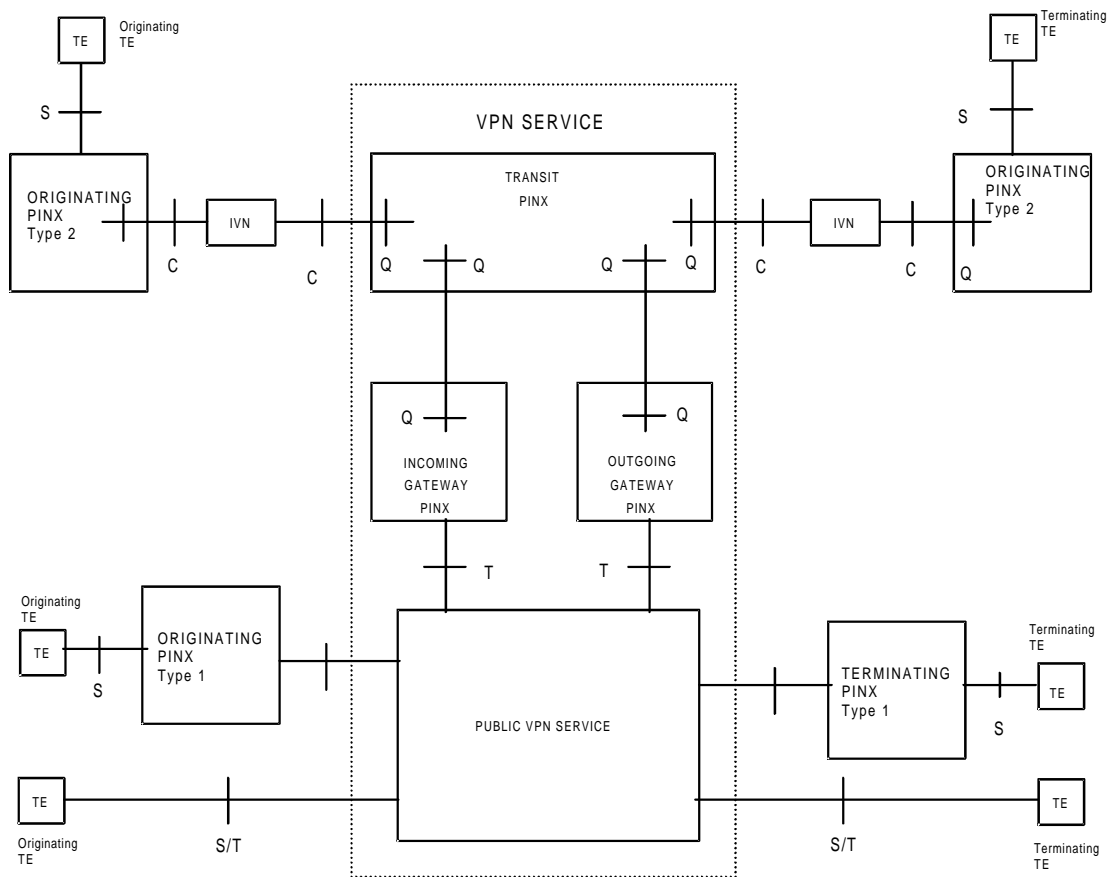 TE
Originating
TE
S
VPN SERVICE
Terminating
TE
TE
S
ORIGINATING
PINX
Type 2
C
IVN
C
TRANSIT
PINX
Q
Q
Q
Q
C
IVN
C
ORIGINATING
PINX
Type 2
Q
Q
INCOMING
GATEWAY
PINX
Q
OUTGOING
GATEWAY
PINX
T
T
Originating
TE
TE
S
ORIGINATING
PINX
Type 1
PUBLIC VPN SERVICE
TERMINATING
PINX
Type 1
Terminating
TE
TE
S
TE
Originating
TE
S/T
S/T
TE
Terminating
TE